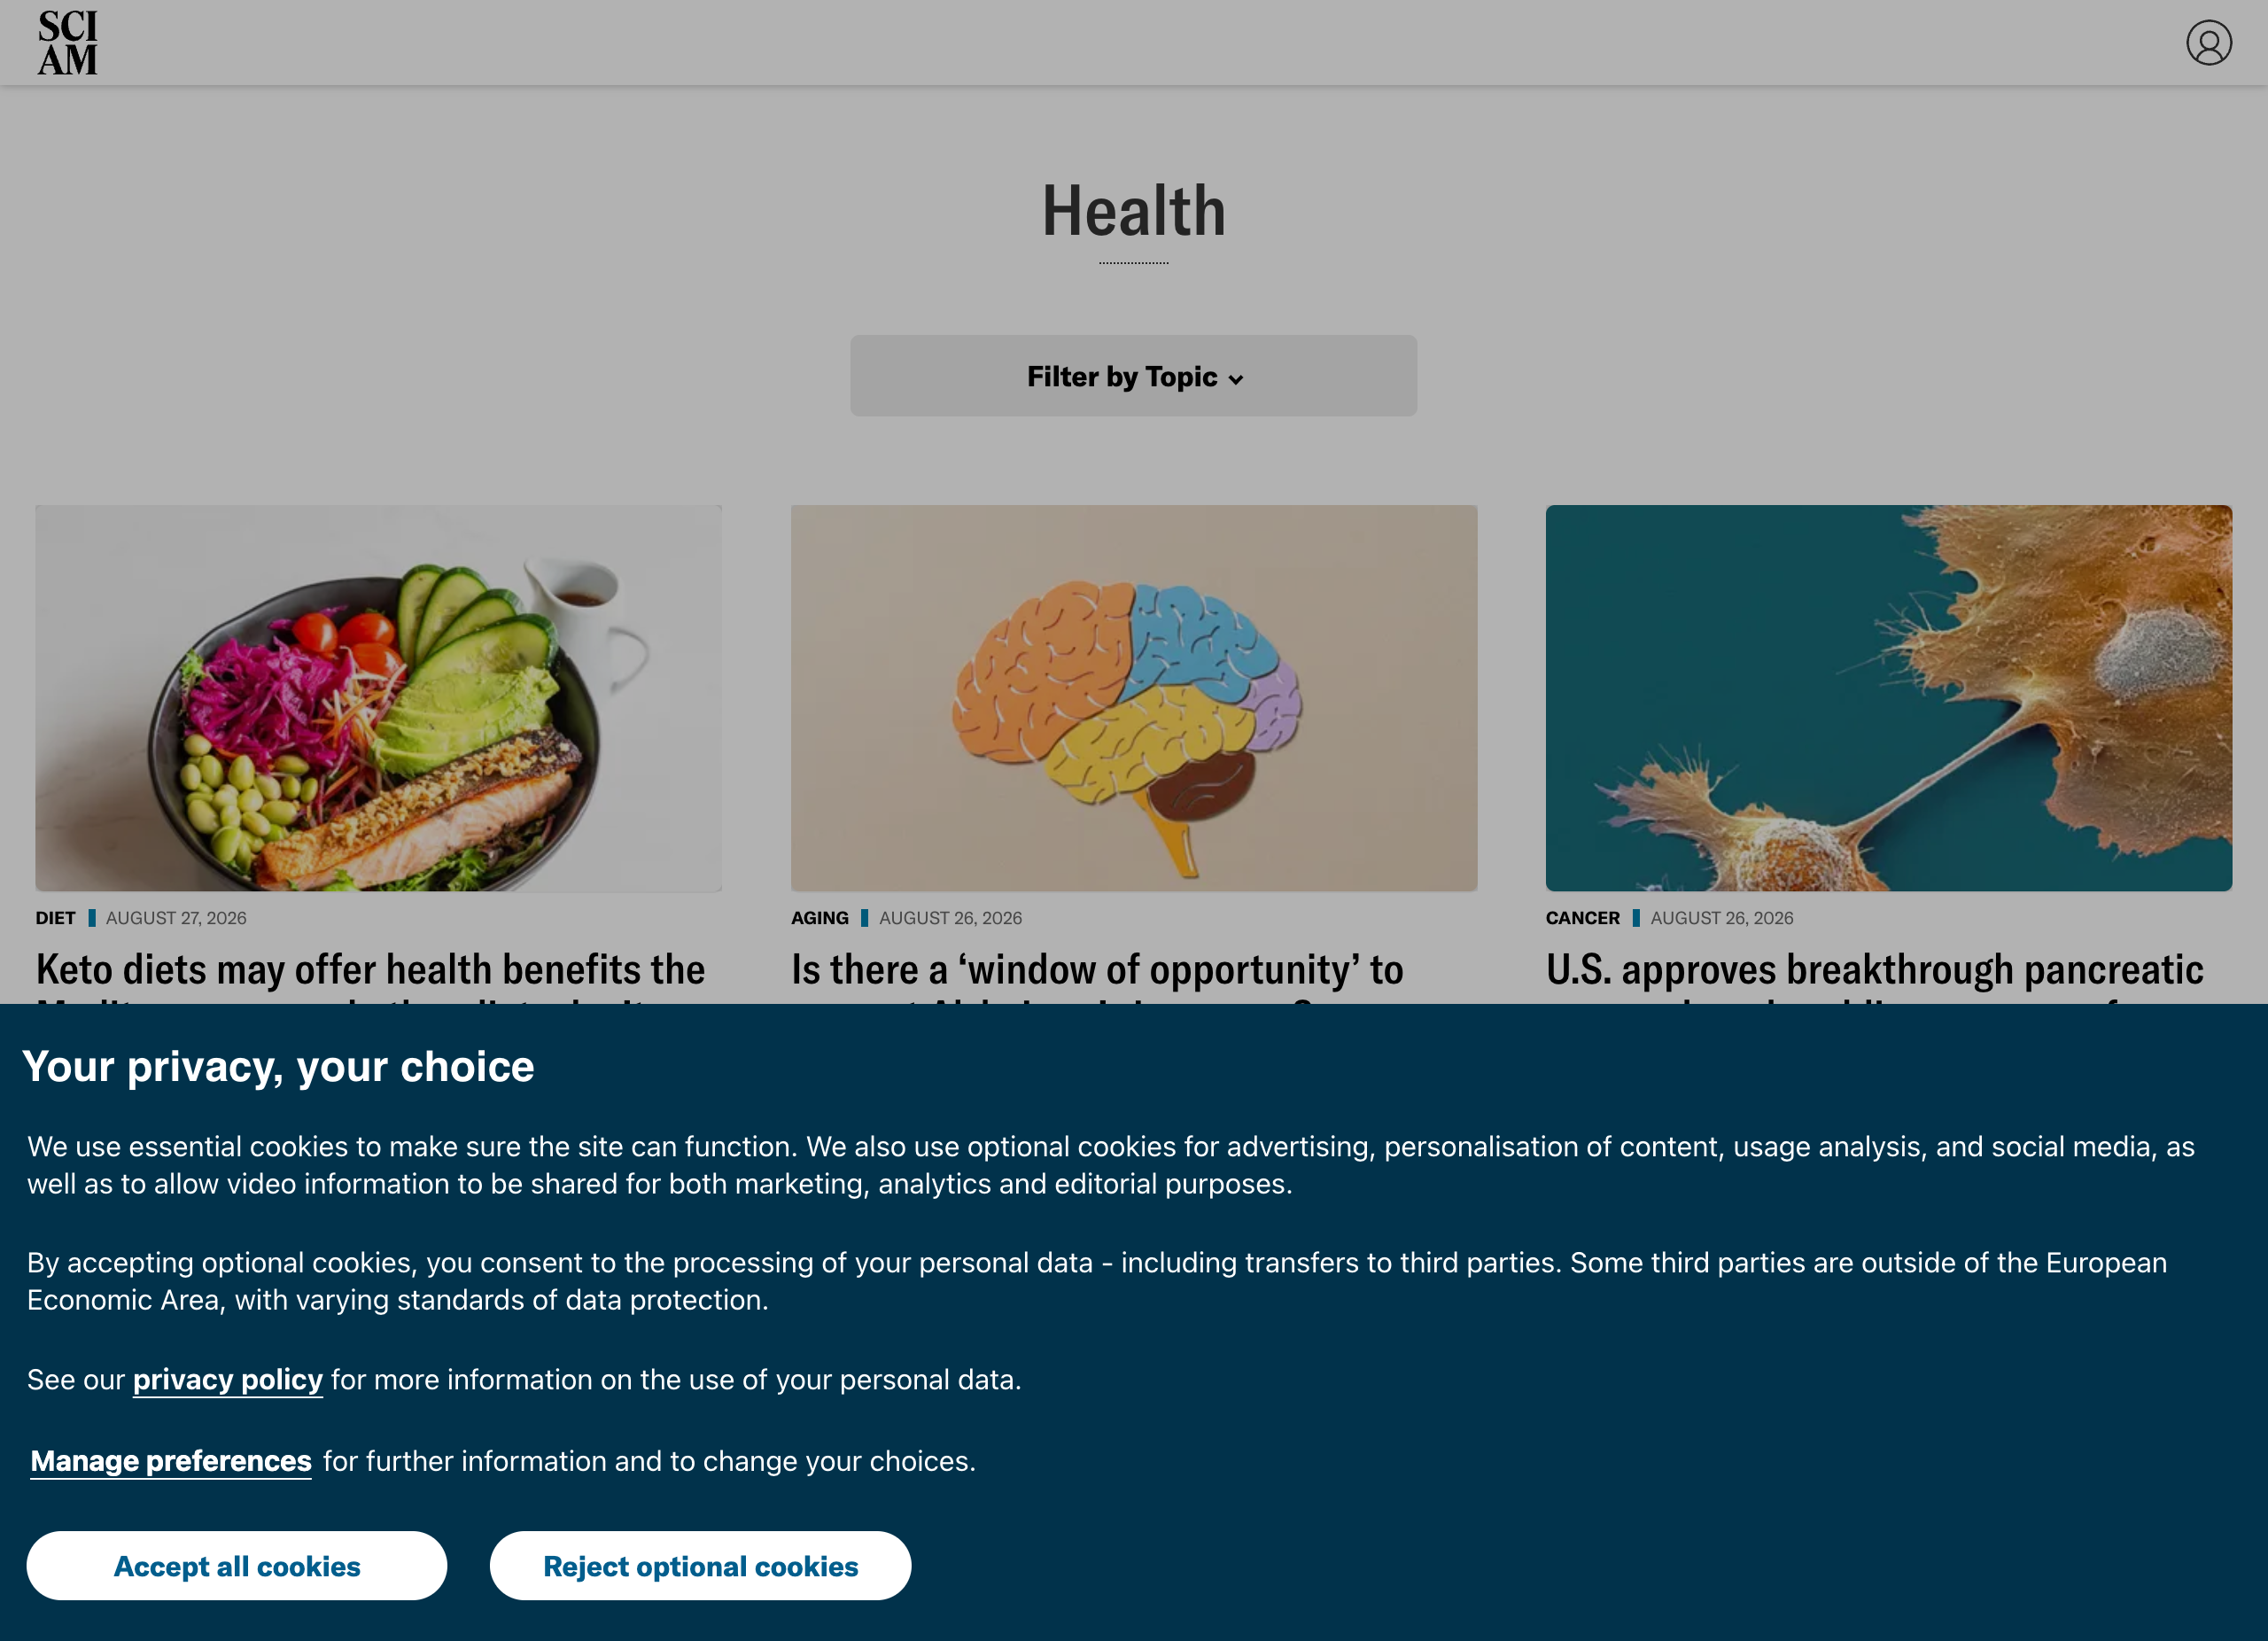 SCI
AM
Health
Filter by Topic
DIET AUGUST 27, 2026
Keto diets may offer health benefits the
AGING AUGUST 26, 2026
Is there a ‘window of opportunity’ to
CANCER AUGUST 26, 2026
U.S. approves breakthrough pancreatic
Your privacy, your choice
We use essential cookies to make sure the site can function. We also use optional cookies for advertising, personalisation of content, usage analysis, and social media, as
well as to allow video information to be shared for both marketing, analytics and editorial purposes.
By accepting optional cookies, you consent to the processing of your personal data - including transfers to third parties. Some third parties are outside of the European
Economic Area, with varying standards of data protection.
See our privacy policy for more information on the use of your personal data.
Manage preferences for further information and to change your choices.
Accept all cookies
Reject optional cookies